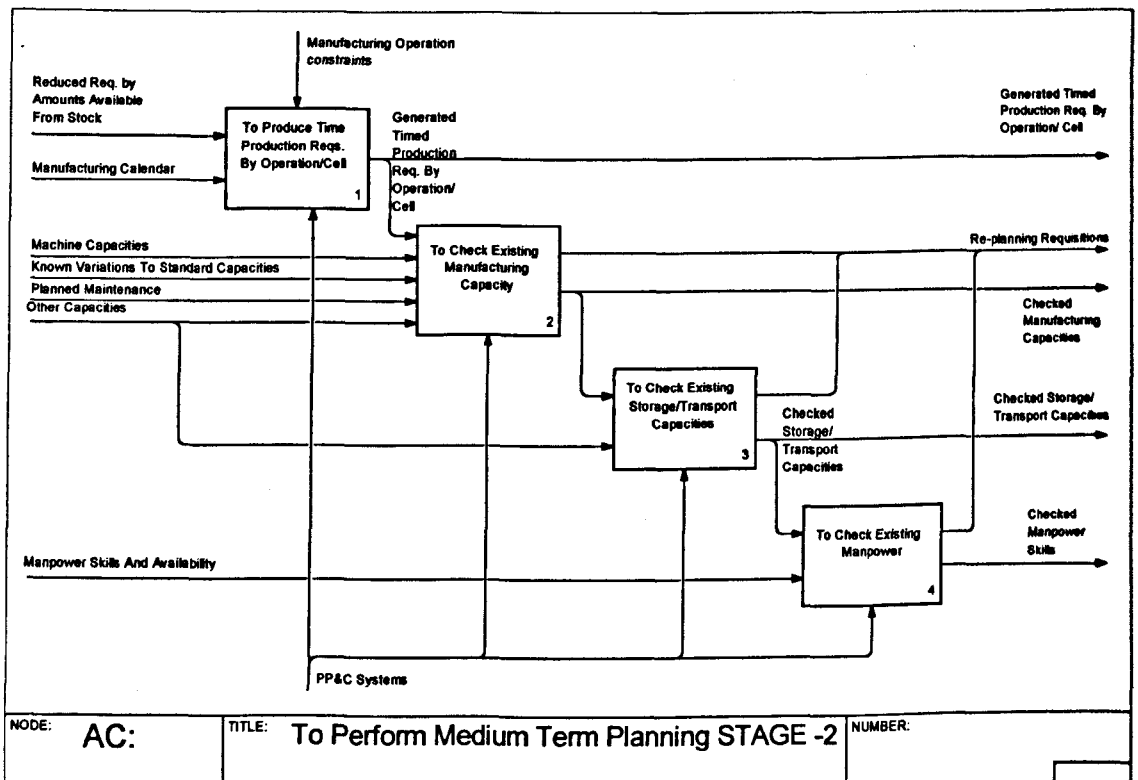 Manufacturing Operation
constraints
Reduced Req. by
Amounts Available
From Stock
Manufacturing Calendar
To Produce Time
Production Reqs.
By Operation/Cell
1
Generated
Timed
Production
Req. By
Operation/
Cell
Generated Timed
Production Req. By
Operation/ Cell
Machine Capacities
Known Variations To Standard Capacities
Planned Maintenance
Other Capacities
To Check Existing
Manufacturing
Capacity
2
Re-planning Requisitions
Checked
Manufacturing
Capacities
To Check Existing
Storage/Transport
Capacities
3
Checked
Storage/
Transport
Capacities
Checked Storage/
Transport Capacities
Manpower Skills And Availability
To Check Existing
Manpower
4
Checked
Manpower
Skills
PP&C Systems
NODE:
AC:
TITLE:
To Perform Medium Term Planning STAGE -2
NUMBER: